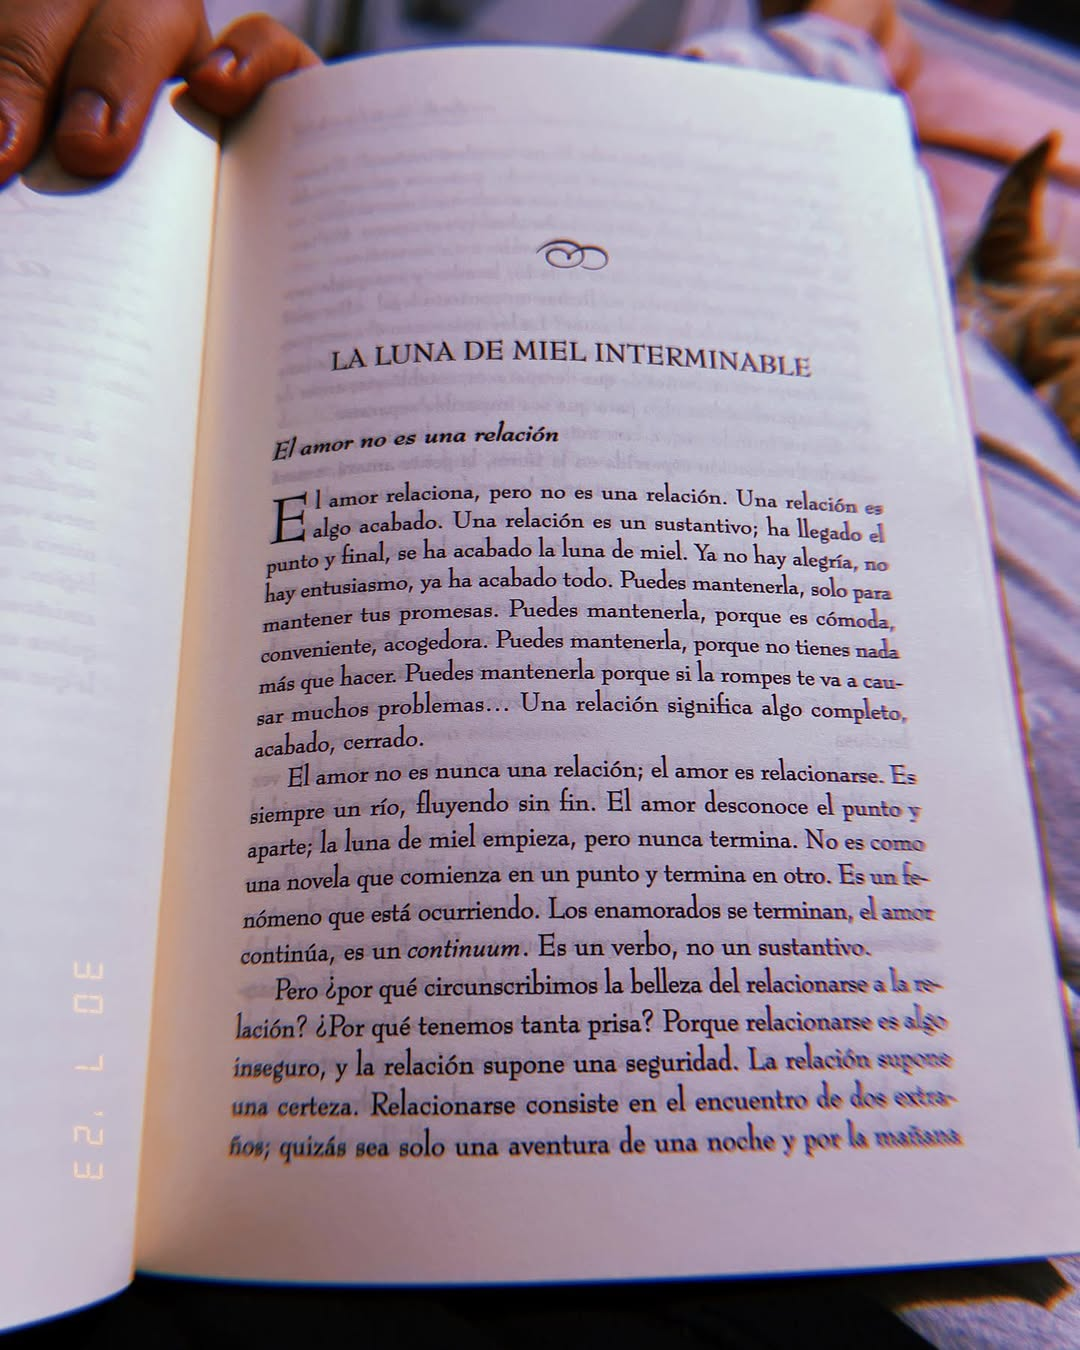 LA LUNA DE MIEL INTERMINABLE
El amor no es una relación
El amor relaciona, pero no es una relación. Una relación es
algo acabado. Una relación es un sustantivo; ha llegado el
punto y final, se ha acabado la luna de miel. Ya no hay alegría, no
hay entusiasmo, ya ha acabado todo. Puedes mantenerla, solo para
mantener tus promesas. Puedes mantenerla, porque es cómoda,
conveniente, acogedora. Puedes mantenerla, porque no tienes nada
más que hacer. Puedes mantenerla porque si la rompes te va a cau-
sar muchos problemas... Una relación significa algo completo,
acabado, cerrado.
El amor no es nunca una relación; el amor es relacionarse. Es
siempre un río, fluyendo sin fin. El amor desconoce el punto y
aparte; la luna de miel empieza, pero nunca termina. No es como
una novela que comienza en un punto y termina en otro. Es un fe-
nómeno que está ocurriendo. Los enamorados se terminan, el amor
continúa, es un continuum. Es un verbo, no un sustantivo.
Pero ¿por qué circunscribimos la belleza del relacionarse a la re-
lación? ¿Por qué tenemos tanta prisa? Porque relacionarse es algo
inseguro, y la relación supone una seguridad. La relación supone
una certeza. Relacionarse consiste en el encuentro de dos extra-
ños; quizás sea solo una aventura de una noche y por la mañana
30 1 '23